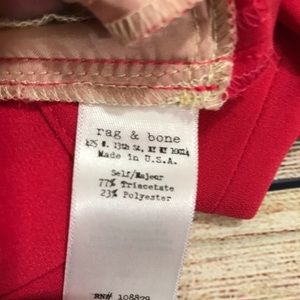 rag & bone
425 W. 13th St, NY NY 10014
Made in U.S.A.
Self/Majeur
77% Triacetate
23% Polyester
RN# 108829